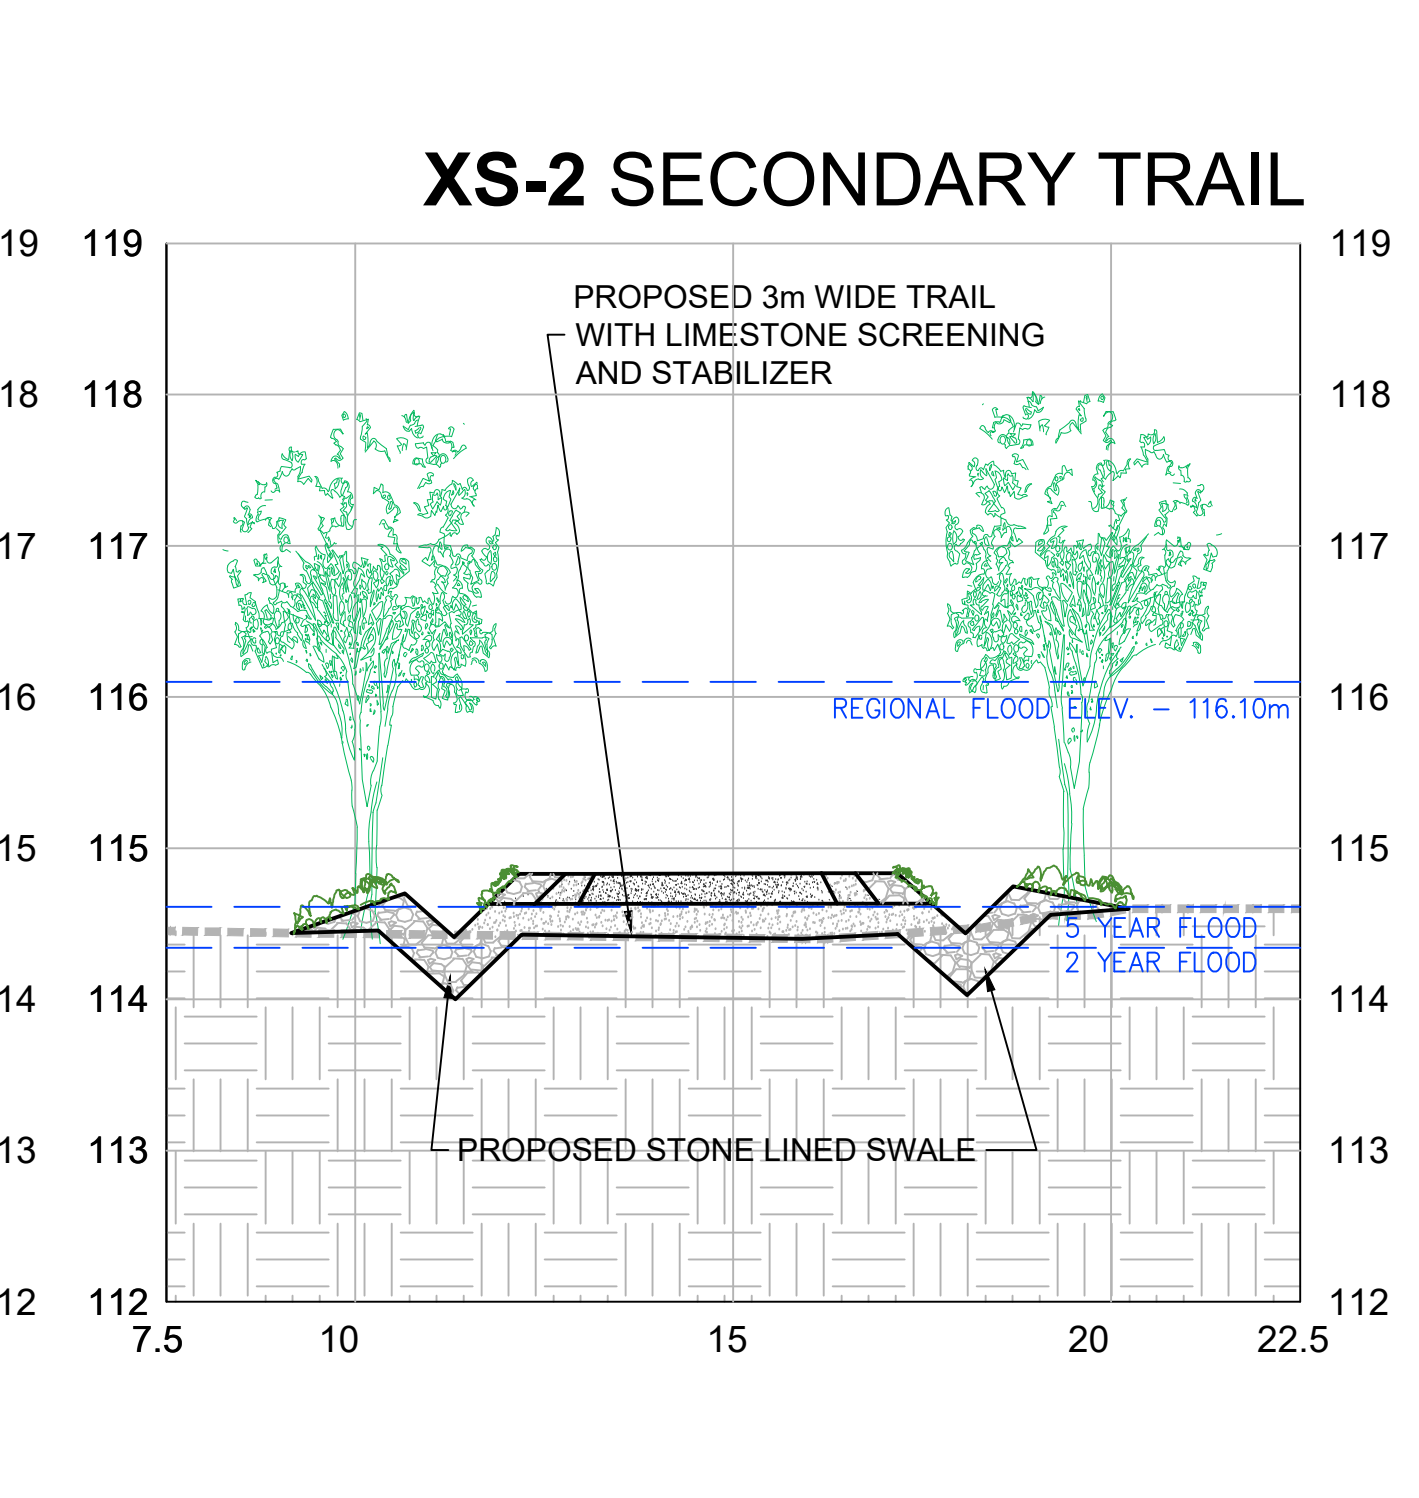 XS-2 SECONDARY TRAIL
19 119 119
PROPOSED 3m WIDE TRAIL
WITH LIMESTONE SCREENING
AND STABILIZER
18 118 118
17 117 117
16 116 116
REGIONAL FLOOD ELEV. - 116.10m
15 115 115
5 YEAR FLOOD
2 YEAR FLOOD
14 114 114
13 113 113
PROPOSED STONE LINED SWALE
12 112 112
7.5 10 15 20 22.5